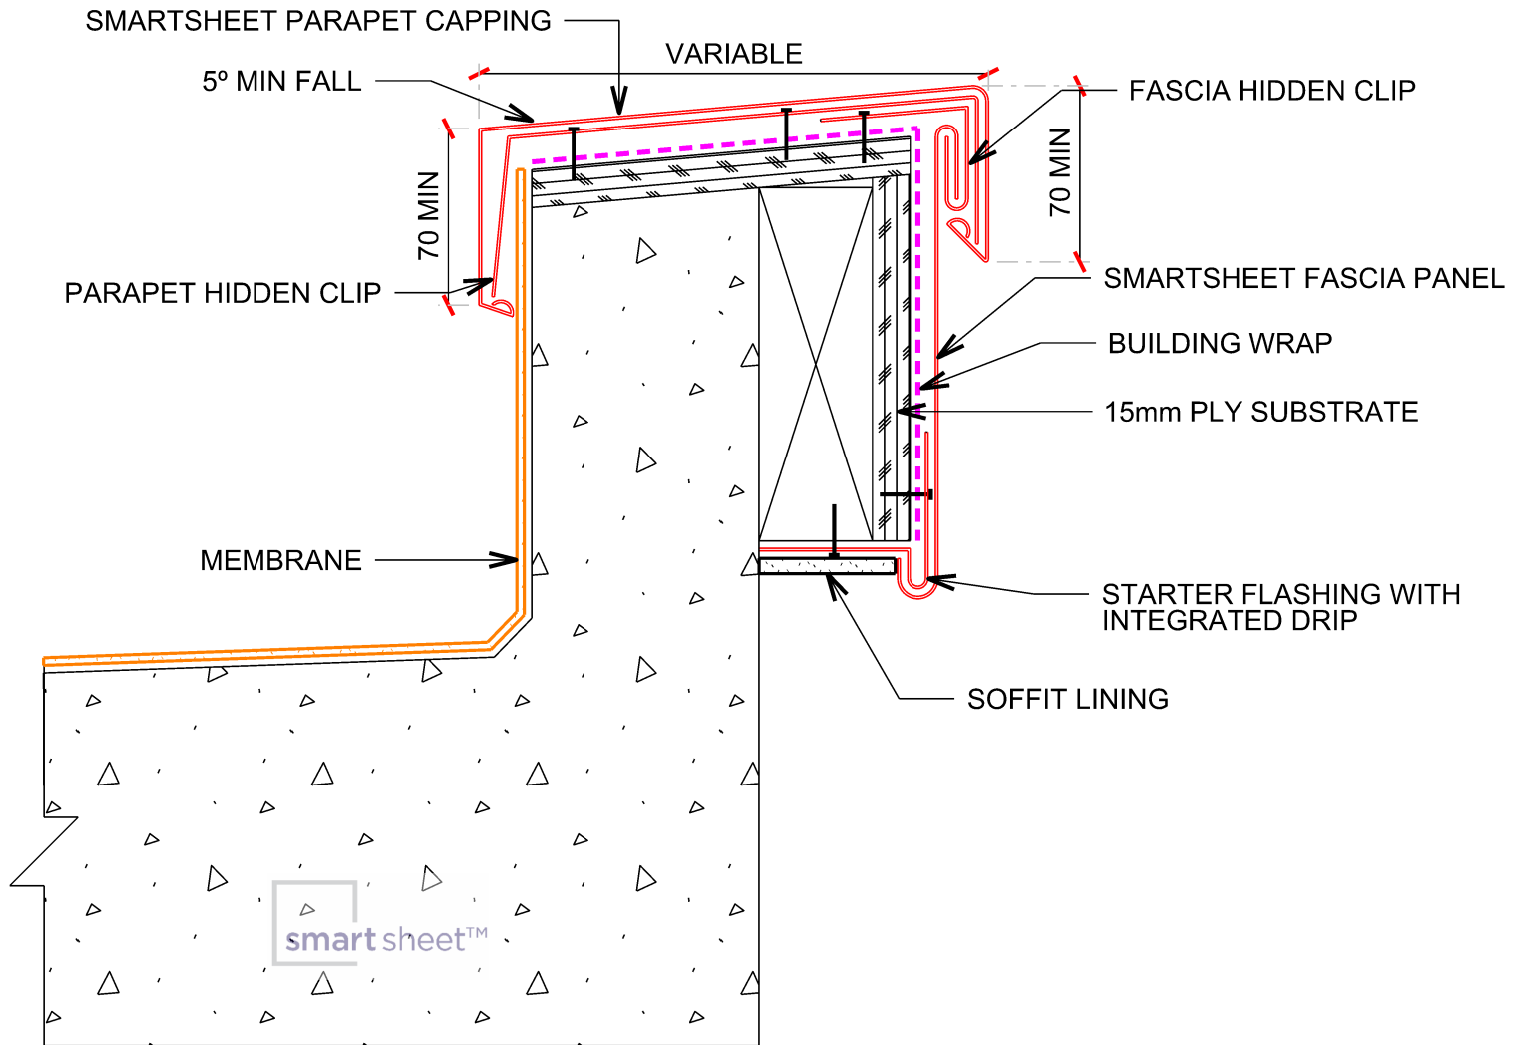 SMARTSHEET PARAPET CAPPING
VARIABLE
5º MIN FALL
FASCIA HIDDEN CLIP
70 MIN
70 MIN
PARAPET HIDDEN CLIP
SMARTSHEET FASCIA PANEL
BUILDING WRAP
15mm PLY SUBSTRATE
MEMBRANE
STARTER FLASHING WITH
INTEGRATED DRIP
SOFFIT LINING
smart sheet™